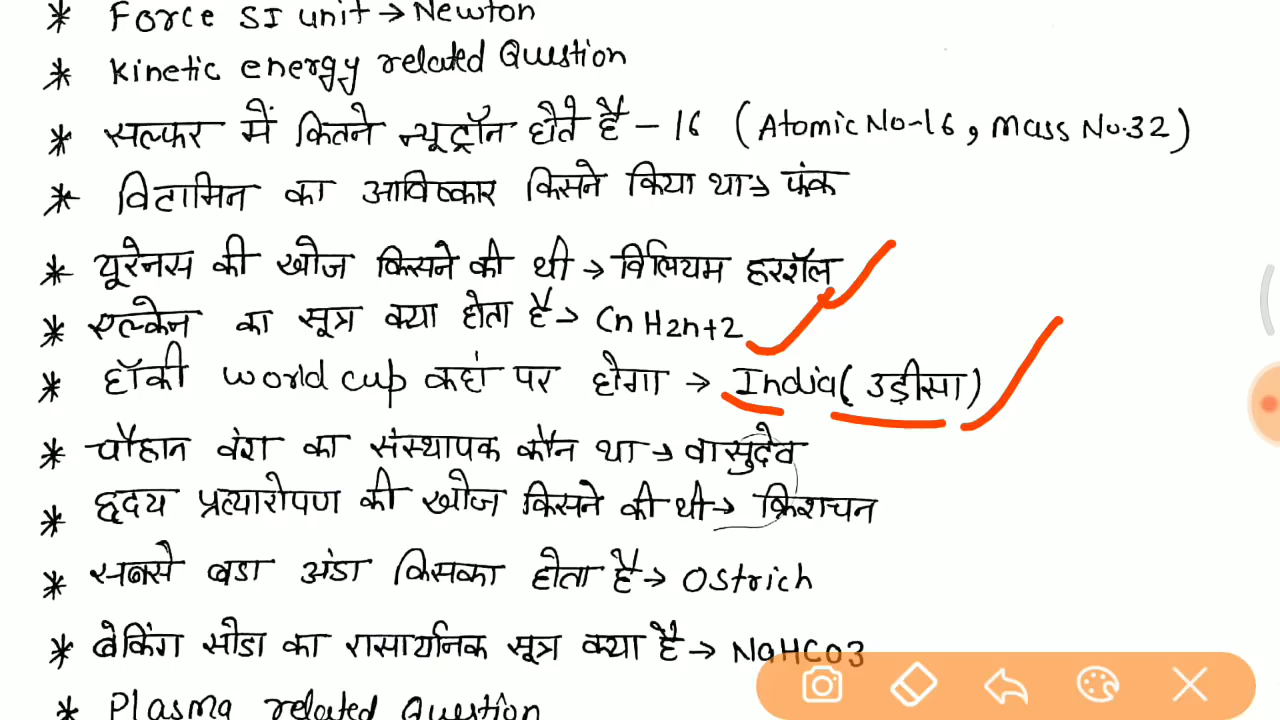 * Force SI unit → Newton
* Kinetic energy related Question
* सल्फर में कितने न्यूट्रॉन होते है - 16 (Atomic No-16, Mass No.32)
* विटामिन का आविष्कार किसने किया था → फंक
* यूरेनस की खोज किसने की थी → विलियम हरशॅल
* एल्केन का सूत्र क्या होता है → CnH2n+2
* हॉकी world cup कहां पर होगा → India( उड़ीसा)
* चौहान वंश का संस्थापक कौन था → वासुदेव
* हृदय प्रत्यारोपण की खोज किसने की थी → क्रिशचन
* सबसे बडा अंडा किसका होता है → Ostrich
* बेकिंग सोडा का रासायनिक सूत्र क्या है → NaHCO3
* Plasma related Question